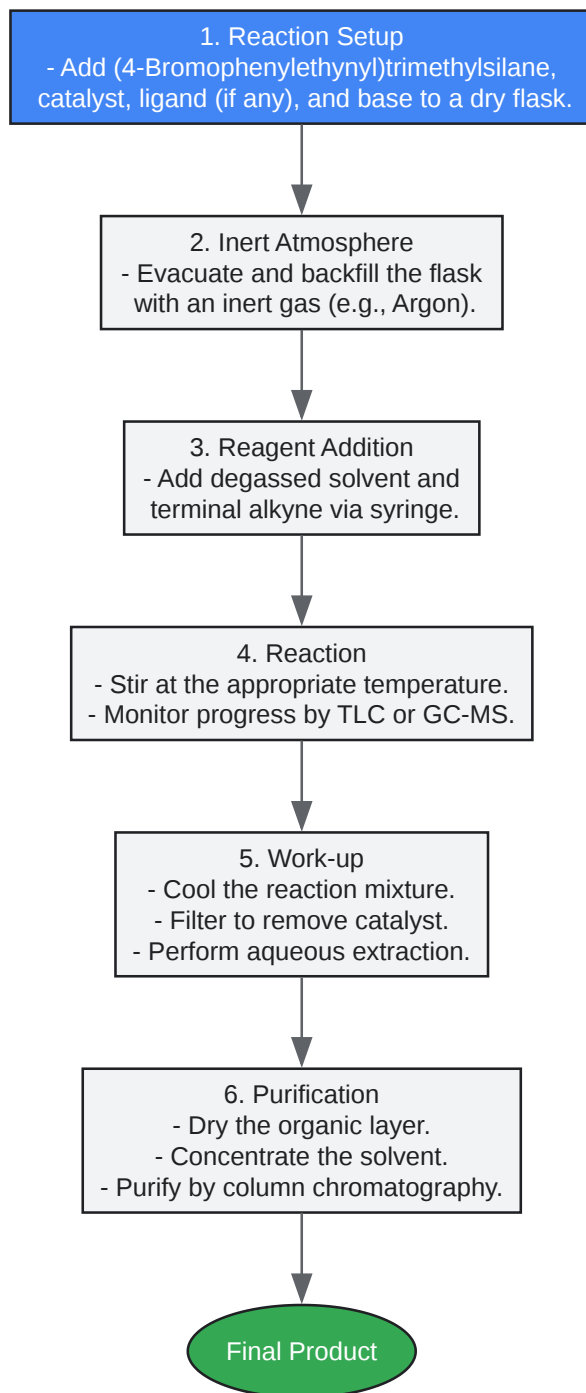 1. Reaction Setup
- Add (4-Bromophenylethynyl)trimethylsilane,
catalyst, ligand (if any), and base to a dry flask.
2. Inert Atmosphere
- Evacuate and backfill the flask
with an inert gas (e.g., Argon).
3. Reagent Addition
- Add degassed solvent and
terminal alkyne via syringe.
4. Reaction
- Stir at the appropriate temperature.
- Monitor progress by TLC or GC-MS.
5. Work-up
- Cool the reaction mixture.
- Filter to remove catalyst.
- Perform aqueous extraction.
6. Purification
- Dry the organic layer.
- Concentrate the solvent.
- Purify by column chromatography.
Final Product